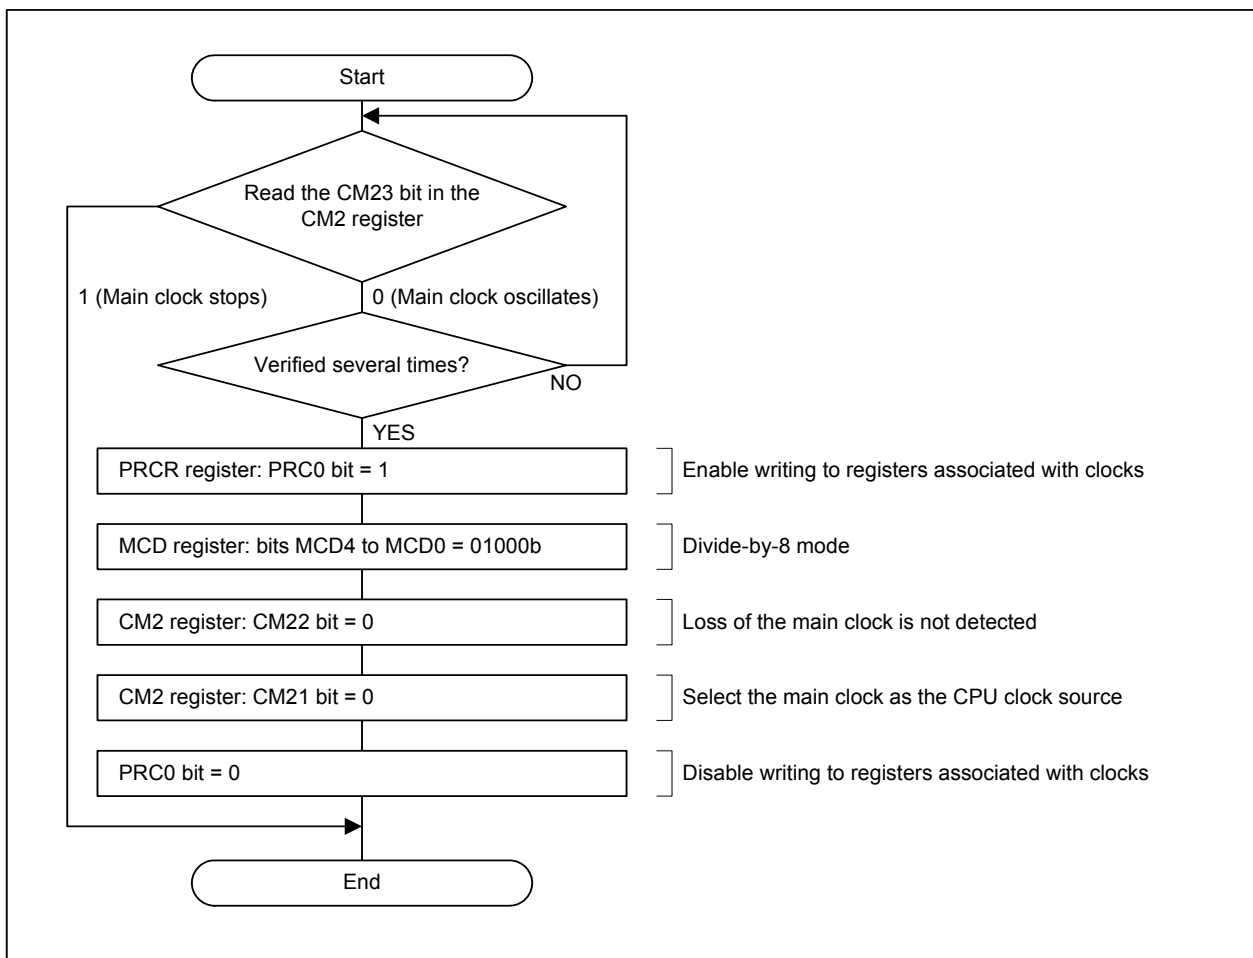 Start
Read the CM23 bit in the
CM2 register
1 (Main clock stops)
0 (Main clock oscillates)
Verified several times?
NO
YES
PRCR register: PRC0 bit = 1
Enable writing to registers associated with clocks
MCD register: bits MCD4 to MCD0 = 01000b
Divide-by-8 mode
CM2 register: CM22 bit = 0
Loss of the main clock is not detected
CM2 register: CM21 bit = 0
Select the main clock as the CPU clock source
PRC0 bit = 0
Disable writing to registers associated with clocks
End